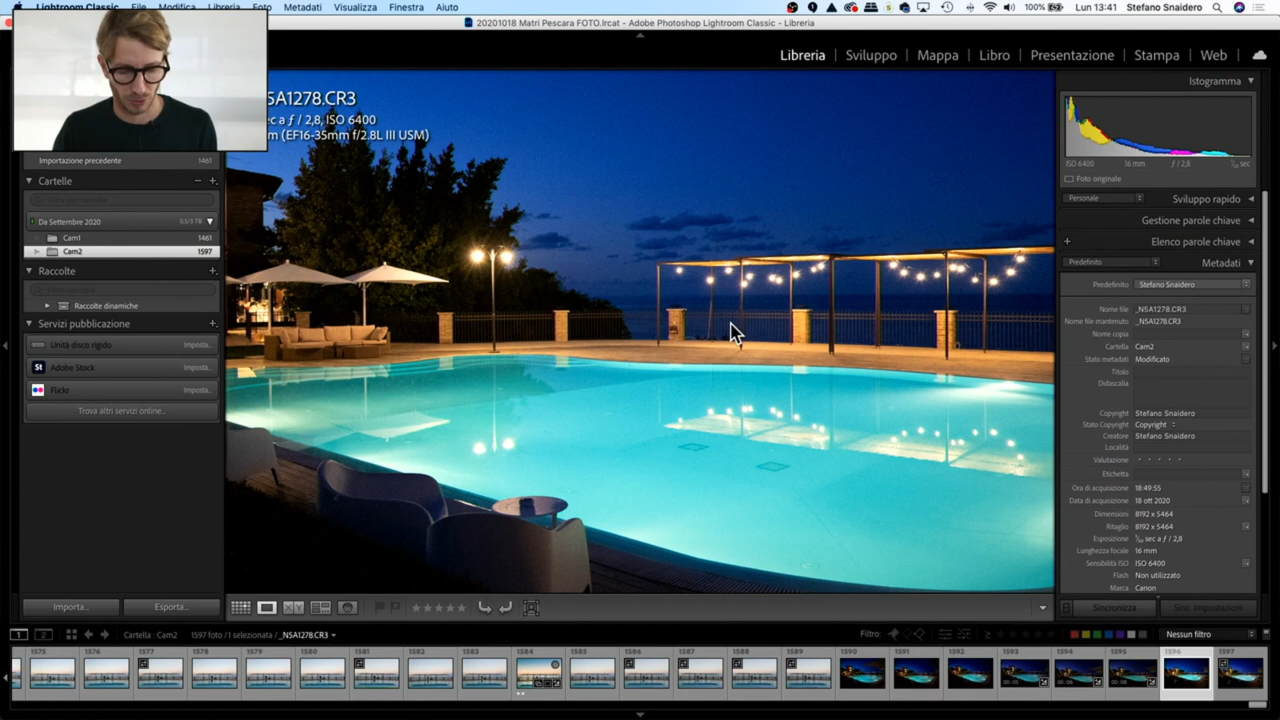 Lightroom Classic File Modifica Libreria Foto Metadati Visualizza Finestra Aiuto
100% Lun 13:41 Stefano Snaidero
20201018 Matri Pescara FOTO.lrcat - Adobe Photoshop Lightroom Classic - Libreria
Libreria | Sviluppo | Mappa | Libro | Presentazione | Stampa | Web
5A1278.CR3
ec a ƒ / 2,8, ISO 6400
m (EF16-35mm f/2.8L III USM)
Importazione precedente 1461
Cartelle
Da Settembre 2020
Cam1 1461
Cam2 1597
Raccolte
Raccolte dinamiche
Servizi pubblicazione
Unità disco rigido Imposta...
St Adobe Stock Imposta...
Flickr Imposta...
Trova altri servizi online...
Importa... Esporta...
Istogramma
ISO 6400 16 mm ƒ / 2,8 sec
Foto originale
Personale Sviluppo rapido
Gestione parole chiave
Elenco parole chiave
Predefinito Metadati
Predefinito Stefano Snaidero
Nome file _N5A1278.CR3
Nome file mantenuto _N5A1278.CR3
Nome copia
Cartella Cam2
Stato metadati Modificato
Titolo
Didascalia
Copyright Stefano Snaidero
Stato Copyright Copyright
Creatore Stefano Snaidero
Località
Valutazione
Etichetta
Ora di acquisizione 18:49:55
Data di acquisizione 18 ott 2020
Dimensioni 8192 x 5464
Ritaglio 8192 x 5464
Esposizione sec a ƒ / 2,8
Lunghezza focale 16 mm
Sensibilità ISO ISO 6400
Flash Non utilizzato
Marca Canon
Sincronizza Sinc. impostazioni
1 2 Cartella : Cam2 1597 foto / 1 selezionata / _N5A1278.CR3 Filtro: Nessun filtro
1575 1576 1577 1578 1579 1580 1581 1582 1583 1584 1585 1586 1587 1588 1589 1590 1591 1592 1593 1594 1595 1596 1597